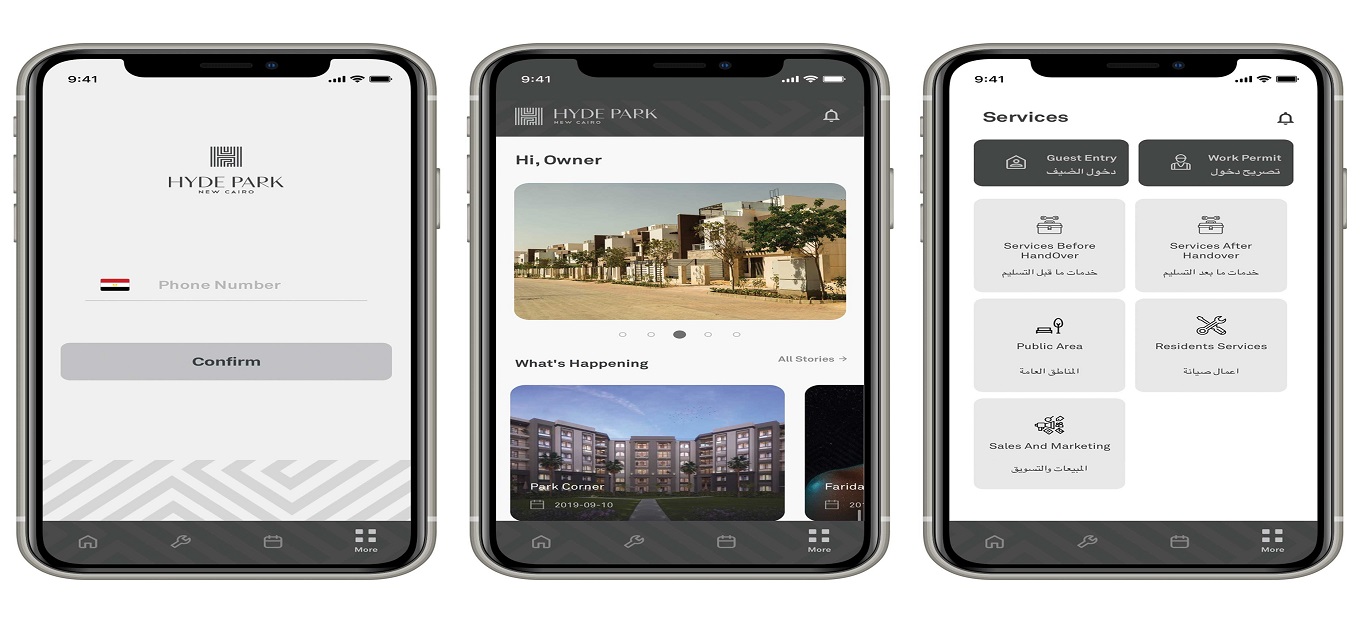 9:41
HYDE PARK
NEW CAIRO
Phone Number
Confirm
More
9:41
HYDE PARK
NEW CAIRO
Hi, Owner
What's Happening
All Stories →
Park Corner
2019-09-10
Farida
201
More
9:41
Services
Guest Entry
دخول الضيف
Work Permit
تصريح دخول
Services Before
HandOver
خدمات ما قبل التسليم
Services After
Handover
خدمات ما بعد التسليم
Public Area
المناطق العامة
Residents Services
اعمال صيانة
Sales And Marketing
المبيعات والتسويق
More